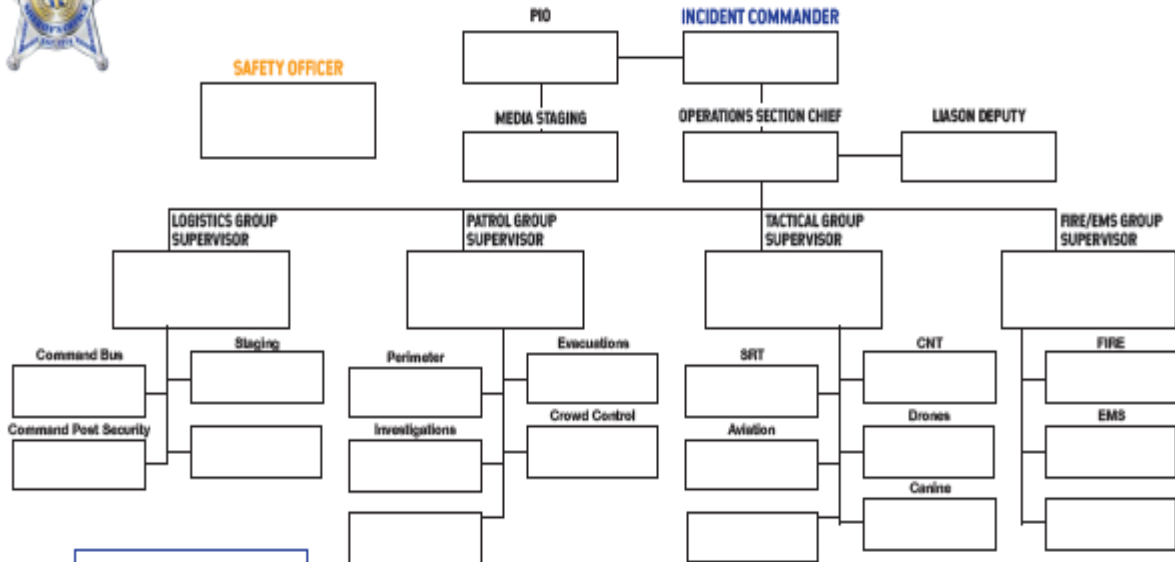 PIO
INCIDENT COMMANDER
SAFETY OFFICER
MEDIA STAGING
OPERATIONS SECTION CHIEF
LIASON DEPUTY
LOGISTICS GROUP
SUPERVISOR
PATROL GROUP
SUPERVISOR
TACTICAL GROUP
SUPERVISOR
FIRE/EMS GROUP
SUPERVISOR
Command Bus
Staging
Command Post Security
Perimeter
Evacuations
Investigations
Crowd Control
SRT
CNT
Aviation
Drones
Canine
FIRE
EMS